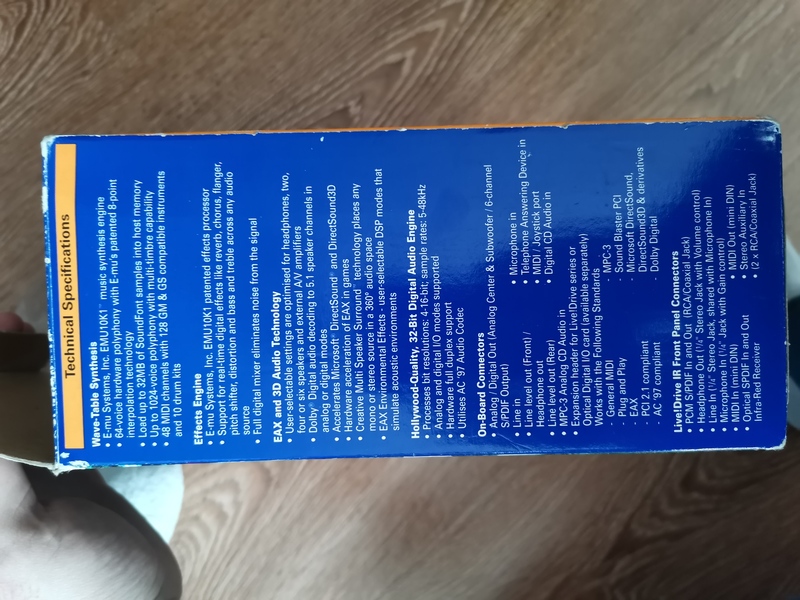 Technical Specifications
Wave-Table Synthesis
• E-mu Systems, Inc. EMU10K1™ music synthesis engine
• 64-voice hardware polyphony with E-mu's patented 8-point
interpolation technology
• Load up to 32MB of SoundFont samples into host memory
• Up to 1024-voice polyphony with multi-timbre capability
• 48 MIDI channels with 128 GM & GS compatible instruments
and 10 drum kits
Effects Engine
• E-mu Systems, Inc. EMU10K1 patented effects processor
• Support for real-time digital effects like reverb, chorus, flanger,
pitch shifter, distortion and bass and treble across any audio
source
• Full digital mixer eliminates noise from the signal
EAX and 3D Audio Technology
• User-selectable settings are optimised for headphones, two,
four or six speakers and external A/V amplifiers
• Dolby® Digital audio decoding to 5.1 speaker channels in
analog or digital modes
• Accelerates Microsoft® DirectSound® and DirectSound3D
• Hardware acceleration of EAX in games
• Creative Multi Speaker Surround™ technology places any
mono or stereo source in a 360° audio space
• EAX Environmental Effects - user-selectable DSP modes that
simulate acoustic environments
Hollywood-Quality, 32-Bit Digital Audio Engine
• Processes bit resolutions: 4-16-bit; sample rates: 5-48kHz
• Analog and digital I/O modes supported
• Hardware full duplex support
• Utilises AC '97 Audio Codec
On-Board Connectors
• Analog / Digital Out (Analog Center & Subwoofer / 6-channel
SPDIF Output)
• Line in
• Line level out (Front) /
Headphone out
• Line level out (Rear)
• MPC-3 Analog CD Audio in
• Microphone in
• Telephone Answering Device in
• MIDI / Joystick port
• Digital CD Audio in
• Expansion header for Live!Drive series or
Optical Digital I/O card (available separately)
Works with the Following Standards
- General MIDI
- Plug and Play
- EAX
- PC 2.1 compliant
- AC '97 compliant
- MPC-3
- Sound Blaster PCI
- Microsoft DirectSound,
DirectSound3D & derivatives
- Dolby Digital
Live!Drive IR Front Panel Connectors
• PCM SPDIF In and Out (RCA/Coaxial Jack)
• Headphone (¼" Stereo Jack with Volume control)
• Line In (¼" Stereo Jack, shared with Microphone In)
• Microphone In (¼" Jack with Gain control)
• MIDI In (mini DIN)
• Optical SPDIF In and Out
• Infra-Red Receiver
• MIDI Out (mini DIN)
• Stereo Auxiliary In
(2 x RCA/Coaxial Jack)